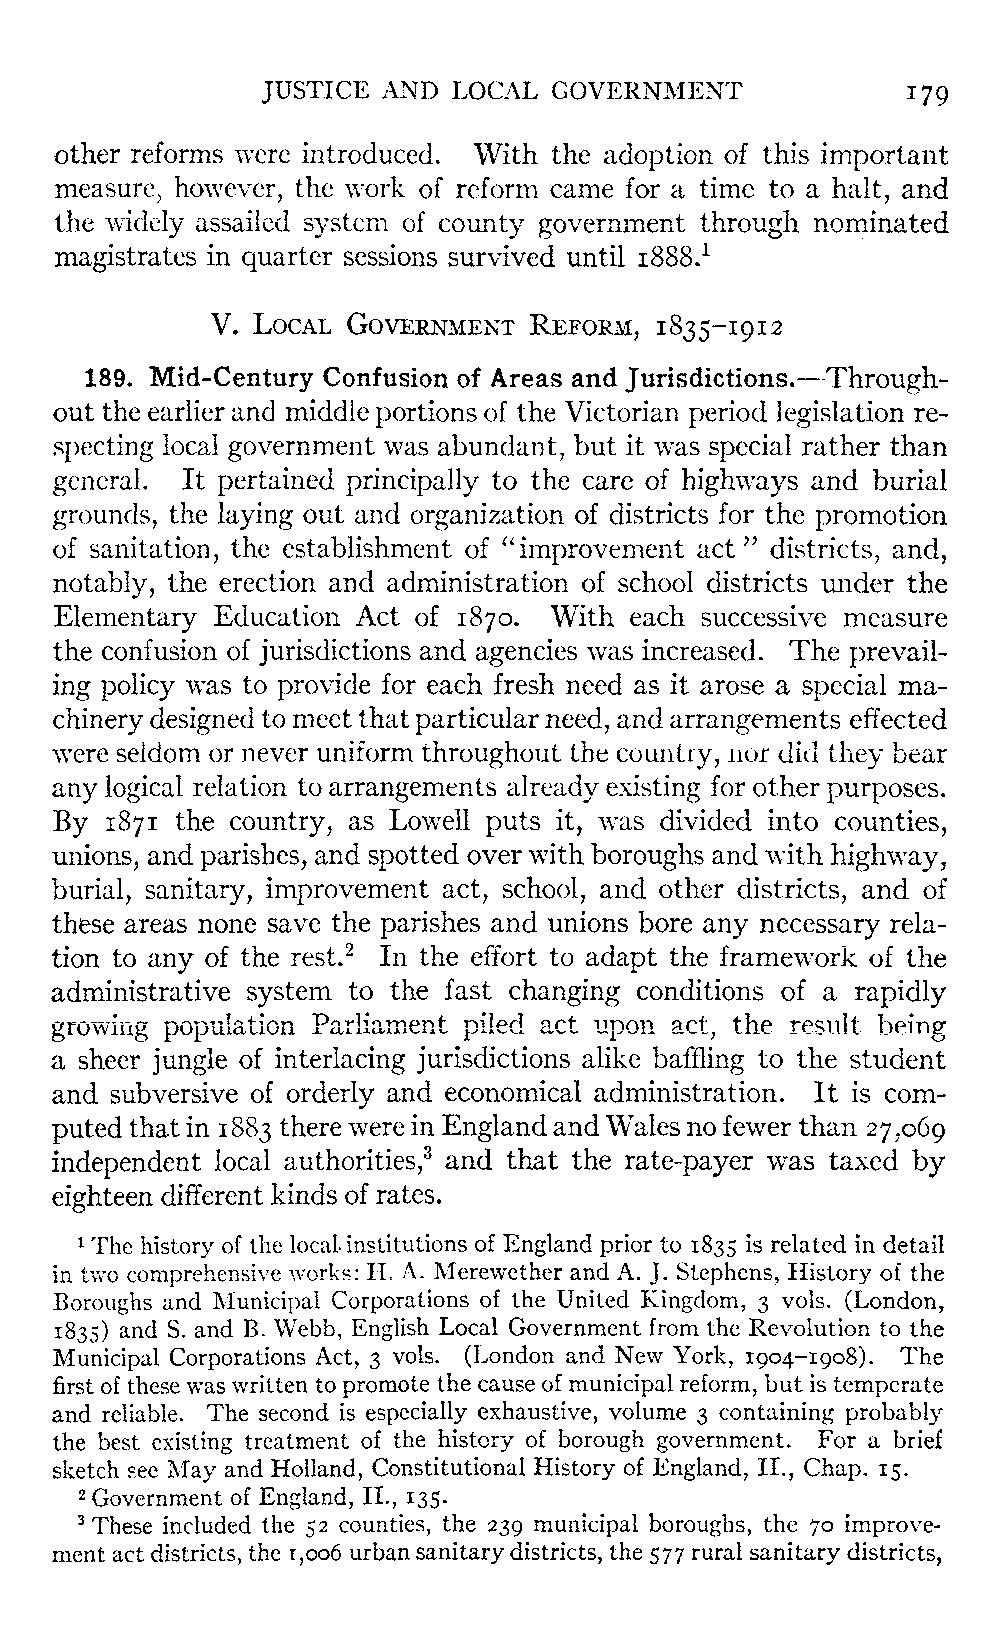 JUSTICE AND LOCAL GOVERNMENT 179
other reforms were introduced. With the adoption of this important
measure, however, the work of reform came for a time to a halt, and
the widely assailed system of county government through nominated
magistrates in quarter sessions survived until 1888.¹
V. LOCAL GOVERNMENT REFORM, 1835–1912
189. Mid-Century Confusion of Areas and Jurisdictions.—Through-
out the earlier and middle portions of the Victorian period legislation re-
specting local government was abundant, but it was special rather than
general. It pertained principally to the care of highways and burial
grounds, the laying out and organization of districts for the promotion
of sanitation, the establishment of “improvement act” districts, and,
notably, the erection and administration of school districts under the
Elementary Education Act of 1870. With each successive measure
the confusion of jurisdictions and agencies was increased. The prevail-
ing policy was to provide for each fresh need as it arose a special ma-
chinery designed to meet that particular need, and arrangements effected
were seldom or never uniform throughout the country, nor did they bear
any logical relation to arrangements already existing for other purposes.
By 1871 the country, as Lowell puts it, was divided into counties,
unions, and parishes, and spotted over with boroughs and with highway,
burial, sanitary, improvement act, school, and other districts, and of
these areas none save the parishes and unions bore any necessary rela-
tion to any of the rest.² In the effort to adapt the framework of the
administrative system to the fast changing conditions of a rapidly
growing population Parliament piled act upon act, the result being
a sheer jungle of interlacing jurisdictions alike baffling to the student
and subversive of orderly and economical administration. It is com-
puted that in 1883 there were in England and Wales no fewer than 27,069
independent local authorities,³ and that the rate-payer was taxed by
eighteen different kinds of rates.
¹ The history of the local institutions of England prior to 1835 is related in detail
in two comprehensive works: H. A. Merewether and A. J. Stephens, History of the
Boroughs and Municipal Corporations of the United Kingdom, 3 vols. (London,
1835) and S. and B. Webb, English Local Government from the Revolution to the
Municipal Corporations Act, 3 vols. (London and New York, 1904–1908). The
first of these was written to promote the cause of municipal reform, but is temperate
and reliable. The second is especially exhaustive, volume 3 containing probably
the best existing treatment of the history of borough government. For a brief
sketch see May and Holland, Constitutional History of England, II., Chap. 15.
² Government of England, II., 135.
³ These included the 52 counties, the 239 municipal boroughs, the 70 improve-
ment act districts, the 1,006 urban sanitary districts, the 577 rural sanitary districts,